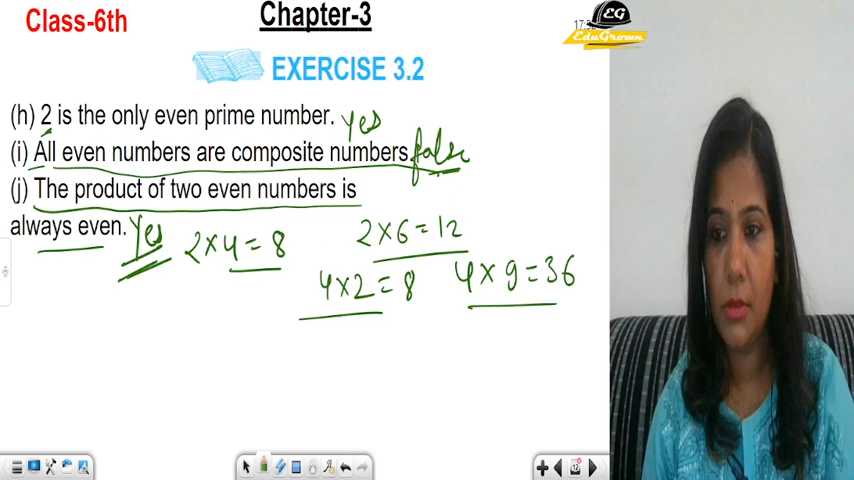 Class-6th
Chapter-3
EG
EduGrown
EXERCISE 3.2
(h) 2 is the only even prime number. yes
(i) All even numbers are composite numbers false
(j) The product of two even numbers is
always even. Yes
2×4=8
2×6=12
4×2=8
4×9=36